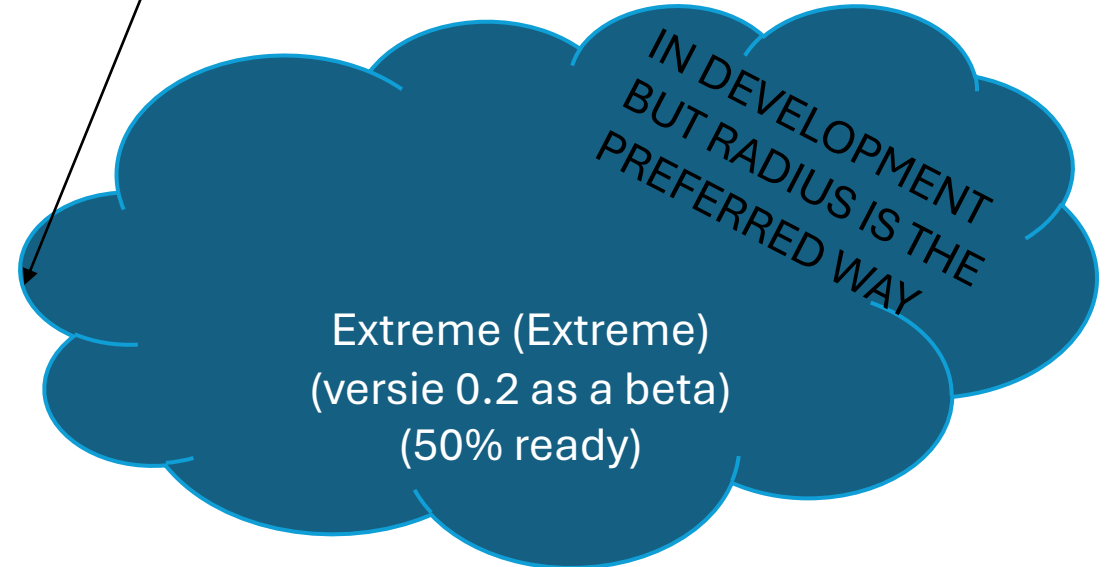 IN DEVELOPMENT
BUT RADIUS IS THE
PREFERRED WAY
Extreme (Extreme)
(versie 0.2 as a beta)
(50% ready)